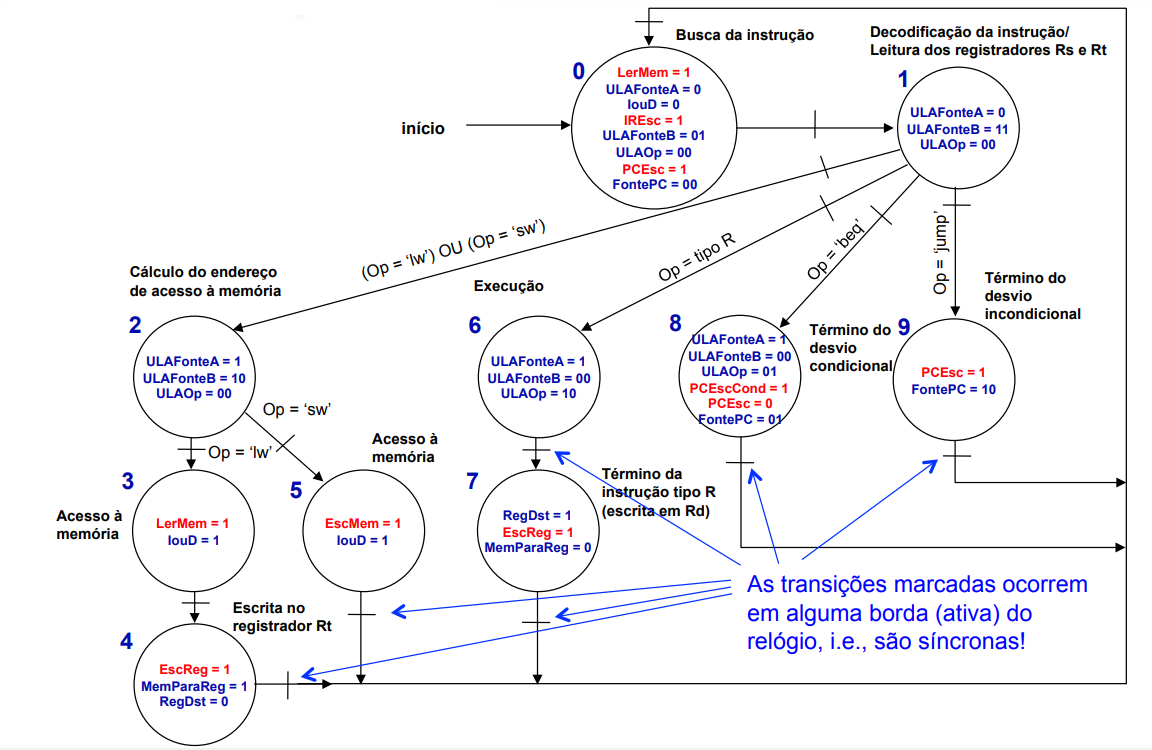 Busca da instrução
Decodificação da instrução/
Leitura dos registradores Rs e Rt
início
0
LerMem = 1
ULAFonteA = 0
IouD = 0
IREsc = 1
ULAFonteB = 01
ULAOp = 00
PCEsc = 1
FontePC = 00
1
ULAFonteA = 0
ULAFonteB = 11
ULAOp = 00
(Op = ‘lw’) OU (Op = ‘sw’)
Op = tipo R
Op = ‘beq’
Op = ‘jump’
Cálculo do endereço
de acesso à memória
2
ULAFonteA = 1
ULAFonteB = 10
ULAOp = 00
Execução
6
ULAFonteA = 1
ULAFonteB = 00
ULAOp = 10
8
ULAFonteA = 1
ULAFonteB = 00
ULAOp = 01
PCEscCond = 1
PCEsc = 0
FontePC = 01
Término do
desvio
condicional
Término do
desvio
incondicional
9
PCEsc = 1
FontePC = 10
Op = ‘sw’
Op = ‘lw’
Acesso à
memória
3
LerMem = 1
IouD = 1
Acesso à
memória
5
EscMem = 1
IouD = 1
7
RegDst = 1
EscReg = 1
MemParaReg = 0
Término da
instrução tipo R
(escrita em Rd)
Escrita no
registrador Rt
4
EscReg = 1
MemParaReg = 1
RegDst = 0
As transições marcadas ocorrem
em alguma borda (ativa) do
relógio, i.e., são síncronas!